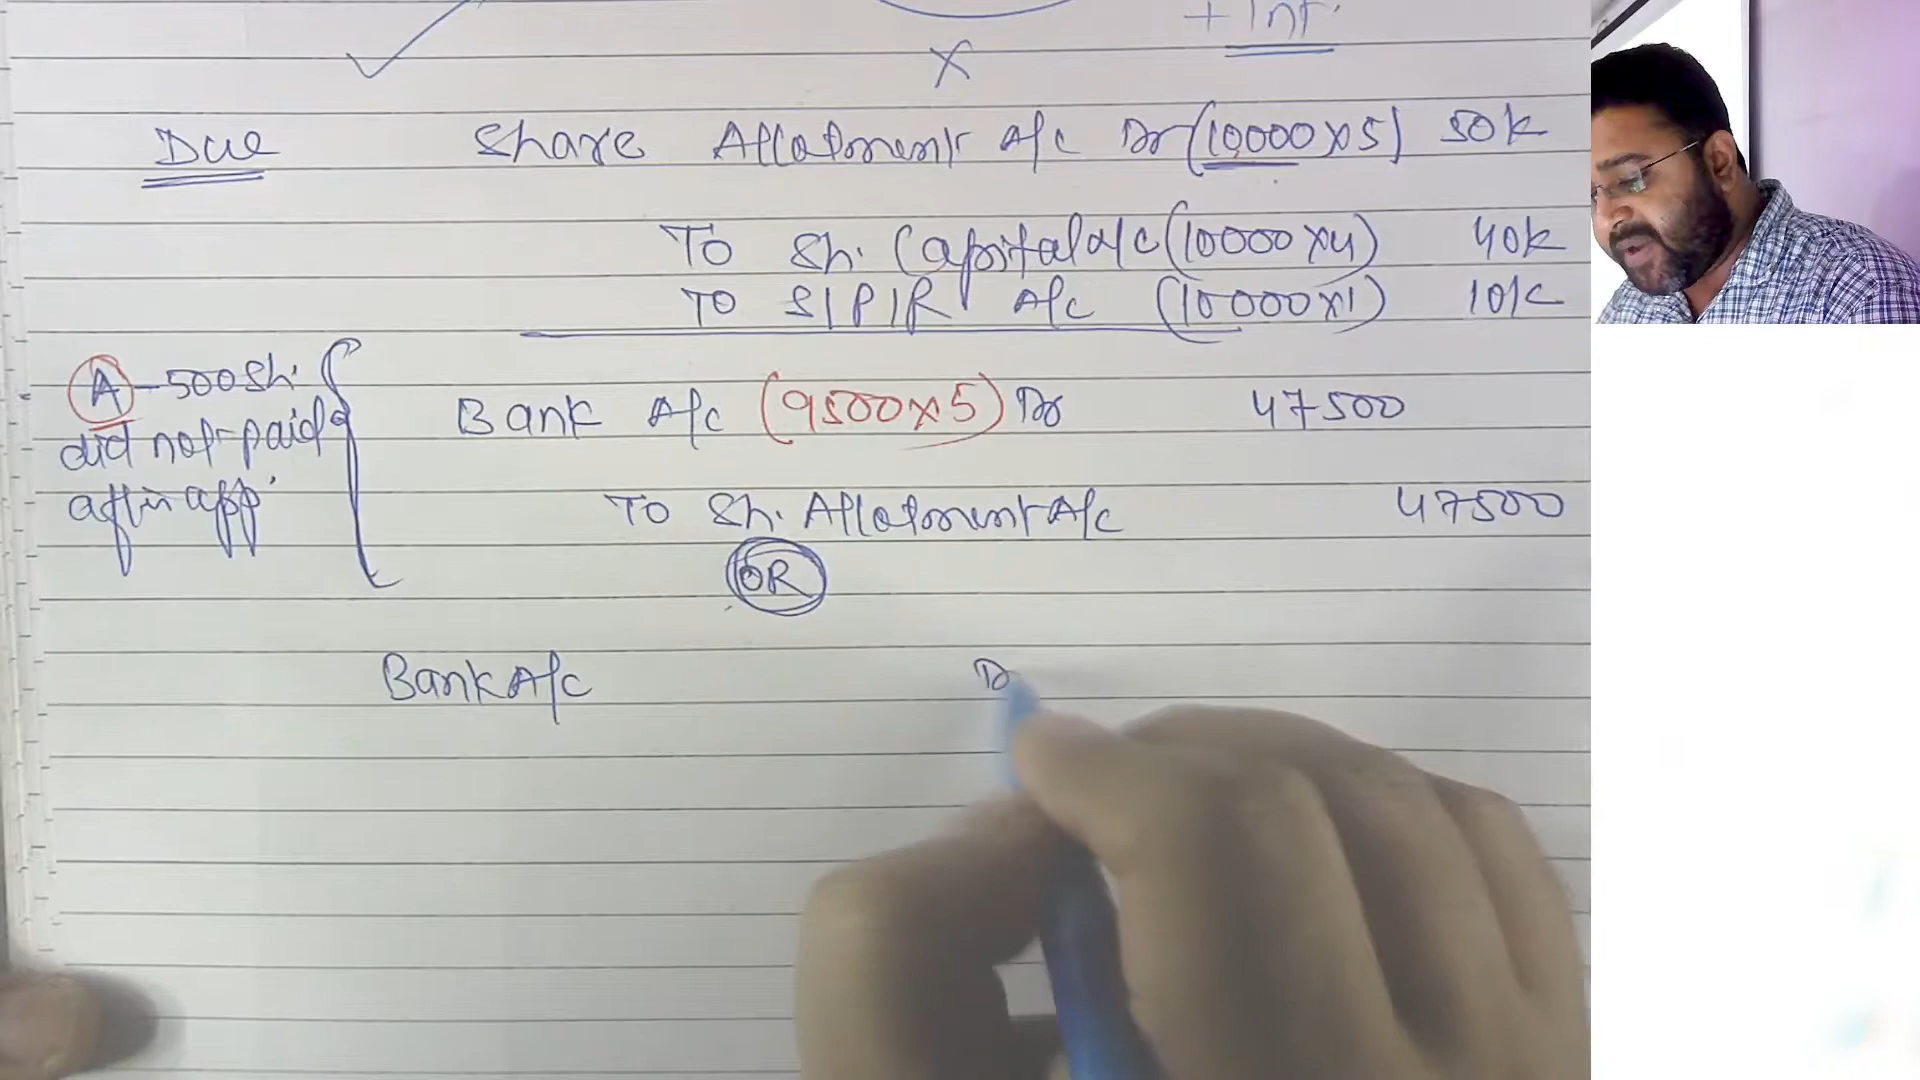 + Int.
X
Due Share Allotment A/c Dr (10000x5) 50k
To Sh. Capital A/c (10000x4) 40k
To S/P/R A/c (10000x1) 10k
A - 500 Sh. did not paid after app.
Bank A/c (9500x5) Dr 47500
To Sh. Allotment A/c 47500
OR
Bank A/c Dr